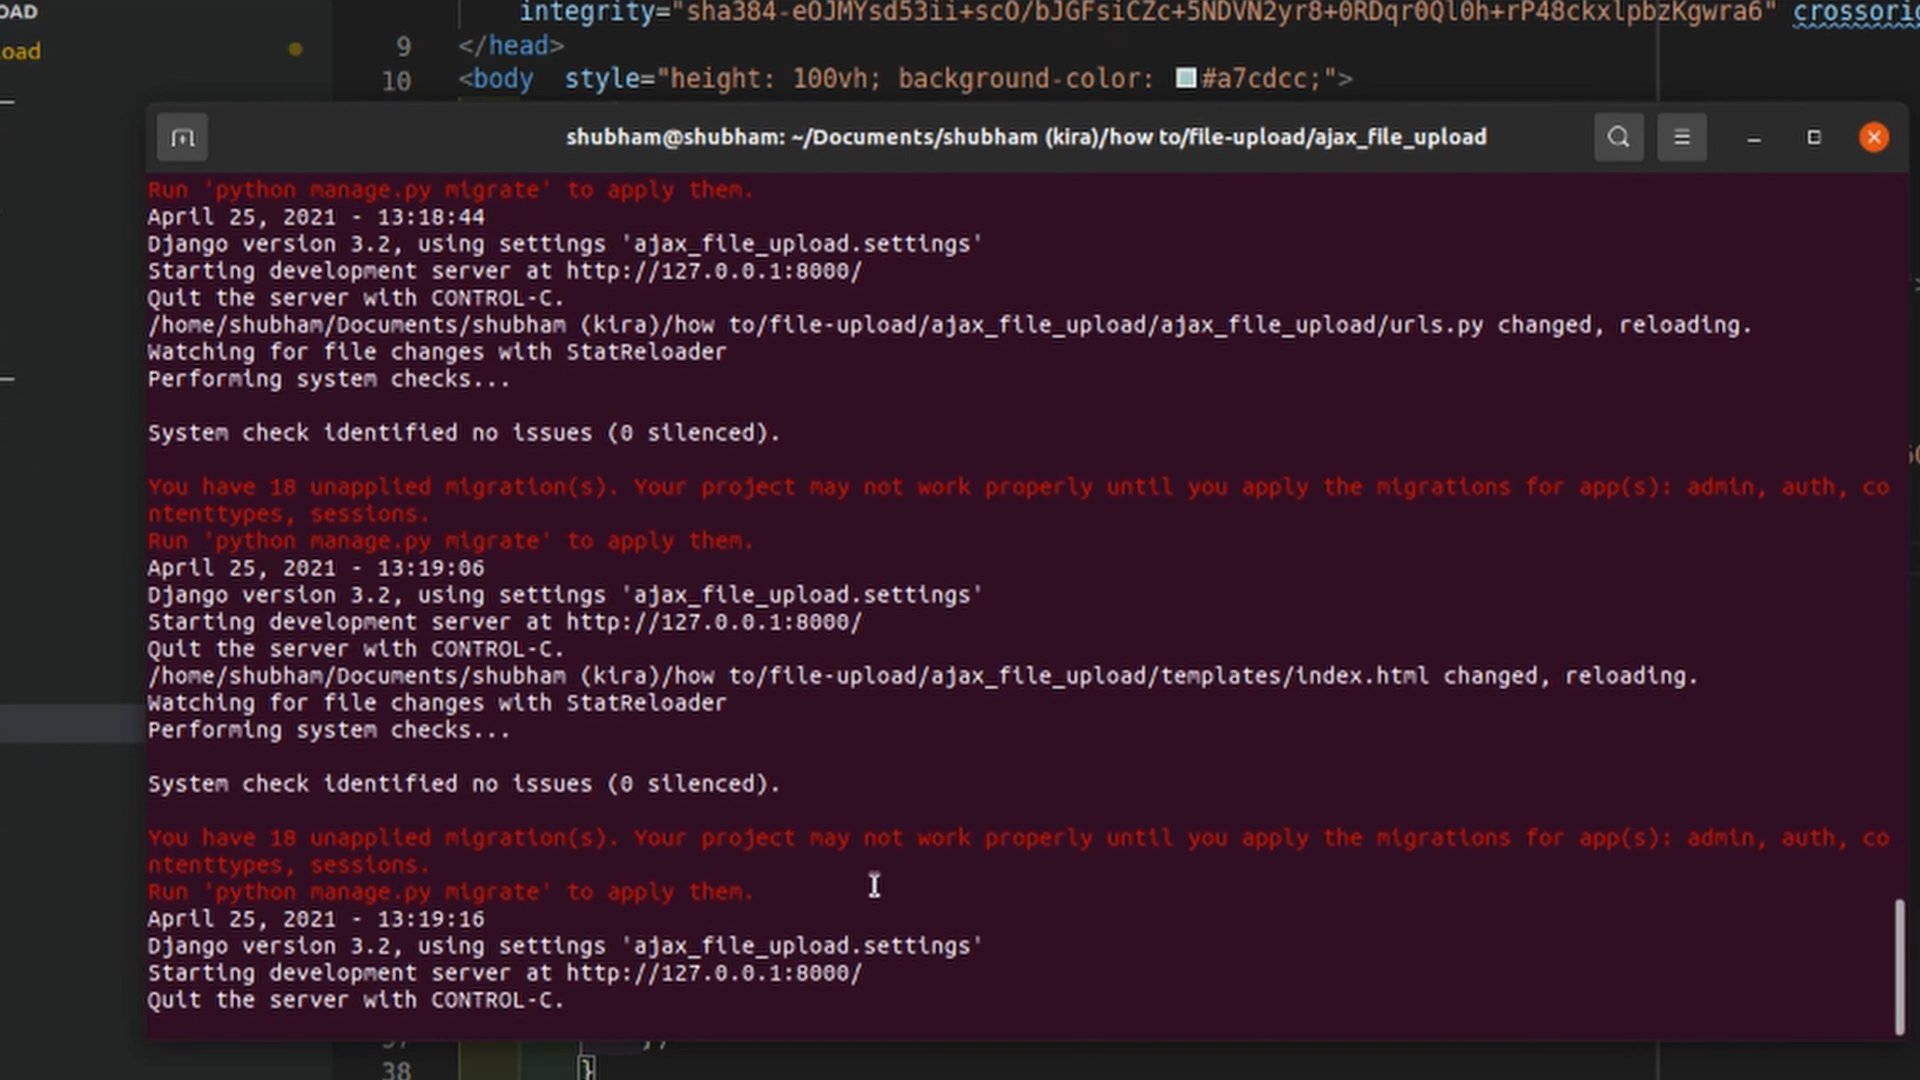 OAD
integrity="sha384-eOJMYsd53ii+scO/bJGFsiCZc+5NDVN2yr8+0RDqr0Ql0h+rP48ckxlpbzKgwra6" crossorig
oad
9 </head>
10 <body style="height: 100vh; background-color: #a7cdcc;">
shubham@shubham: ~/Documents/shubham (kira)/how to/file-upload/ajax_file_upload
Run 'python manage.py migrate' to apply them.
April 25, 2021 - 13:18:44
Django version 3.2, using settings 'ajax_file_upload.settings'
Starting development server at http://127.0.0.1:8000/
Quit the server with CONTROL-C.
/home/shubham/Documents/shubham (kira)/how to/file-upload/ajax_file_upload/ajax_file_upload/urls.py changed, reloading.
Watching for file changes with StatReloader
Performing system checks...
System check identified no issues (0 silenced).
You have 18 unapplied migration(s). Your project may not work properly until you apply the migrations for app(s): admin, auth, co
ntenttypes, sessions.
Run 'python manage.py migrate' to apply them.
April 25, 2021 - 13:19:06
Django version 3.2, using settings 'ajax_file_upload.settings'
Starting development server at http://127.0.0.1:8000/
Quit the server with CONTROL-C.
/home/shubham/Documents/shubham (kira)/how to/file-upload/ajax_file_upload/templates/index.html changed, reloading.
Watching for file changes with StatReloader
Performing system checks...
System check identified no issues (0 silenced).
You have 18 unapplied migration(s). Your project may not work properly until you apply the migrations for app(s): admin, auth, co
ntenttypes, sessions.
Run 'python manage.py migrate' to apply them.
April 25, 2021 - 13:19:16
Django version 3.2, using settings 'ajax_file_upload.settings'
Starting development server at http://127.0.0.1:8000/
Quit the server with CONTROL-C.
38 }